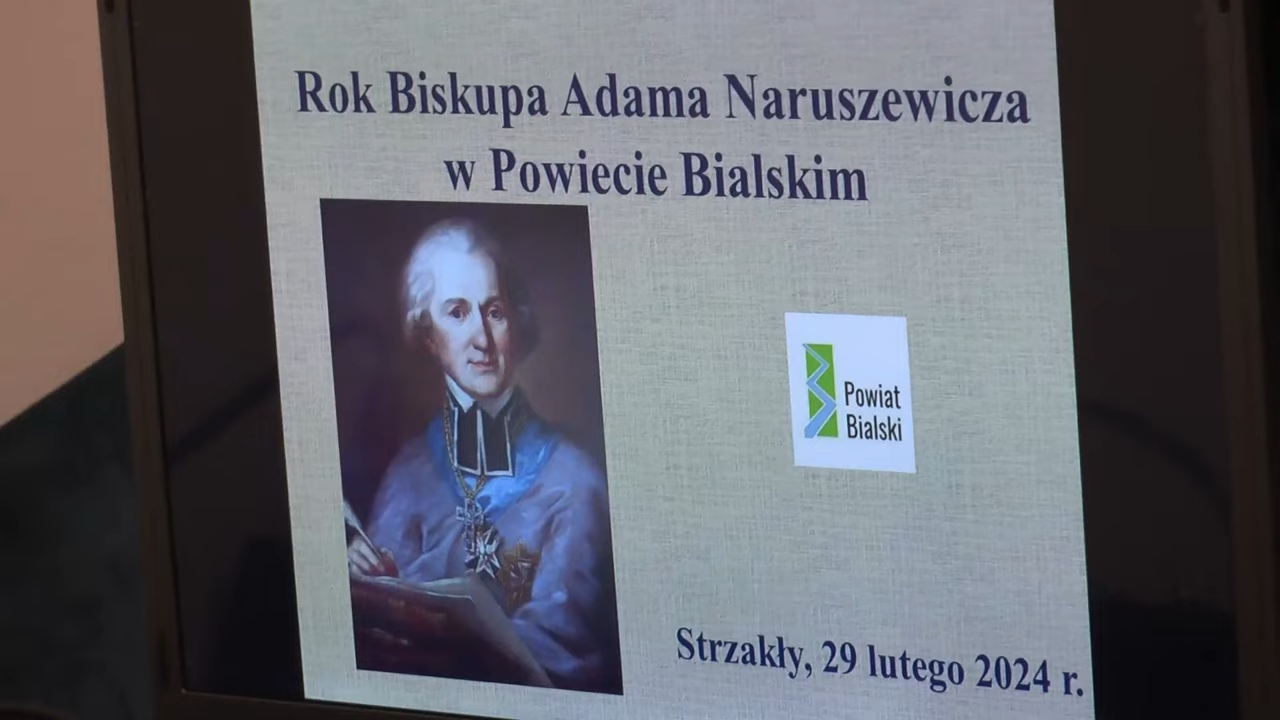 Rok Biskupa Adama Naruszewicza
w Powiecie Bialskim
Powiat
Bialski
Strzakły, 29 lutego 2024 r.